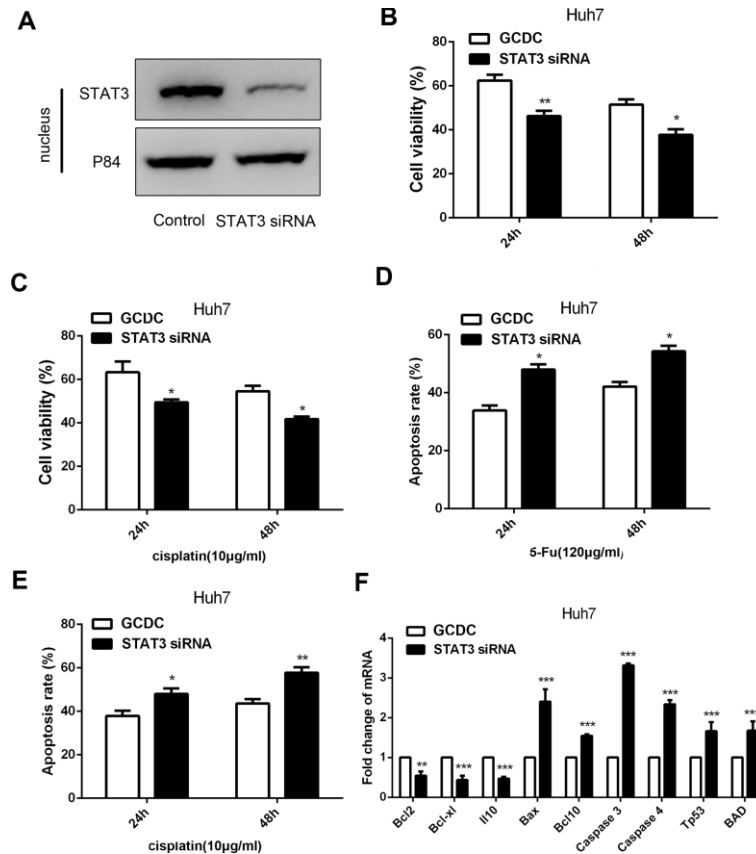 A
STAT3
P84
nucleus
Control STAT3 siRNA
B
Huh7
GCDC
STAT3 siRNA
Cell viability (%)
80
60
40
20
0
**
*
24h
48h
C
Huh7
GCDC
STAT3 siRNA
Cell viability (%)
80
60
40
20
0
*
*
24h
48h
cisplatin(10μg/ml)
D
Huh7
GCDC
STAT3 siRNA
Apoptosis rate (%)
60
40
20
0
*
*
24h
48h
5-Fu(120μg/ml)
E
Huh7
GCDC
STAT3 siRNA
Apoptosis rate (%)
80
60
40
20
0
*
**
24h
48h
cisplatin(10μg/ml)
F
Huh7
GCDC
STAT3 siRNA
Fold change of mRNA
4
3
2
1
0
**
***
***
***
***
***
***
***
***
Bcl2
Bcl-xl
Il10
Bax
Bcl10
Caspase 3
Caspase 4
Tp53
BAD